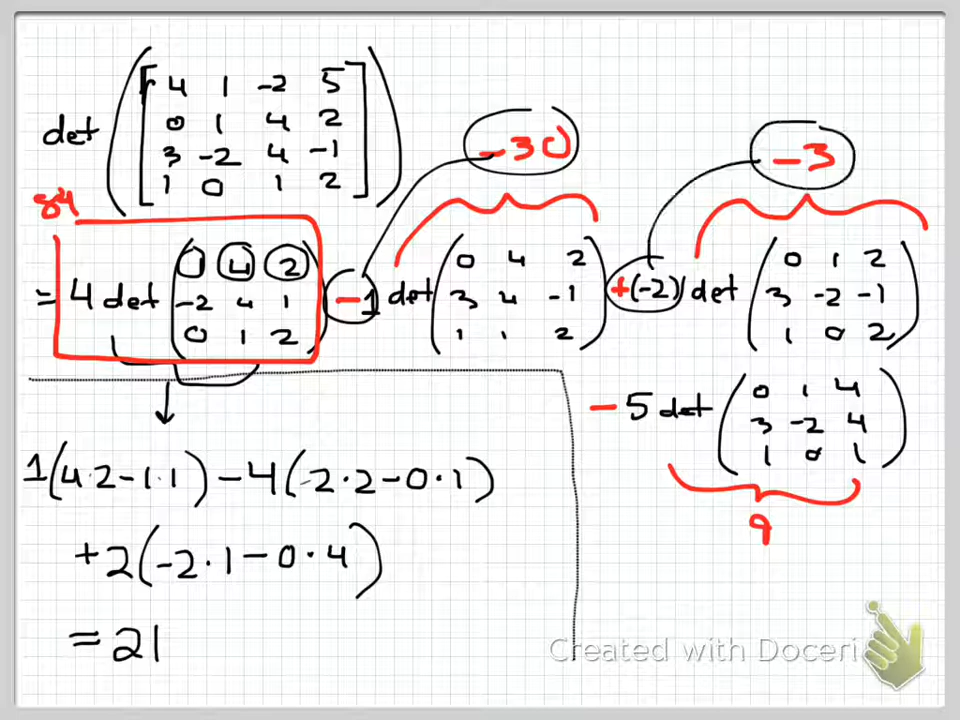 det ([4 1 -2 5
0 1 4 2
3 -2 4 -1
1 0 1 2])
84
-30
-3
= 4 det (1 4 2
-2 4 1
0 1 2)
- 1 det (0 4 2
3 4 -1
1 1 2)
+(-2) det (0 1 2
3 -2 -1
1 0 2)
- 5 det (0 1 4
3 -2 4
1 0 1)
9
1(4·2-1·1) -4(-2·2-0·1)
+2(-2·1-0·4)
= 21
Created with Doceri